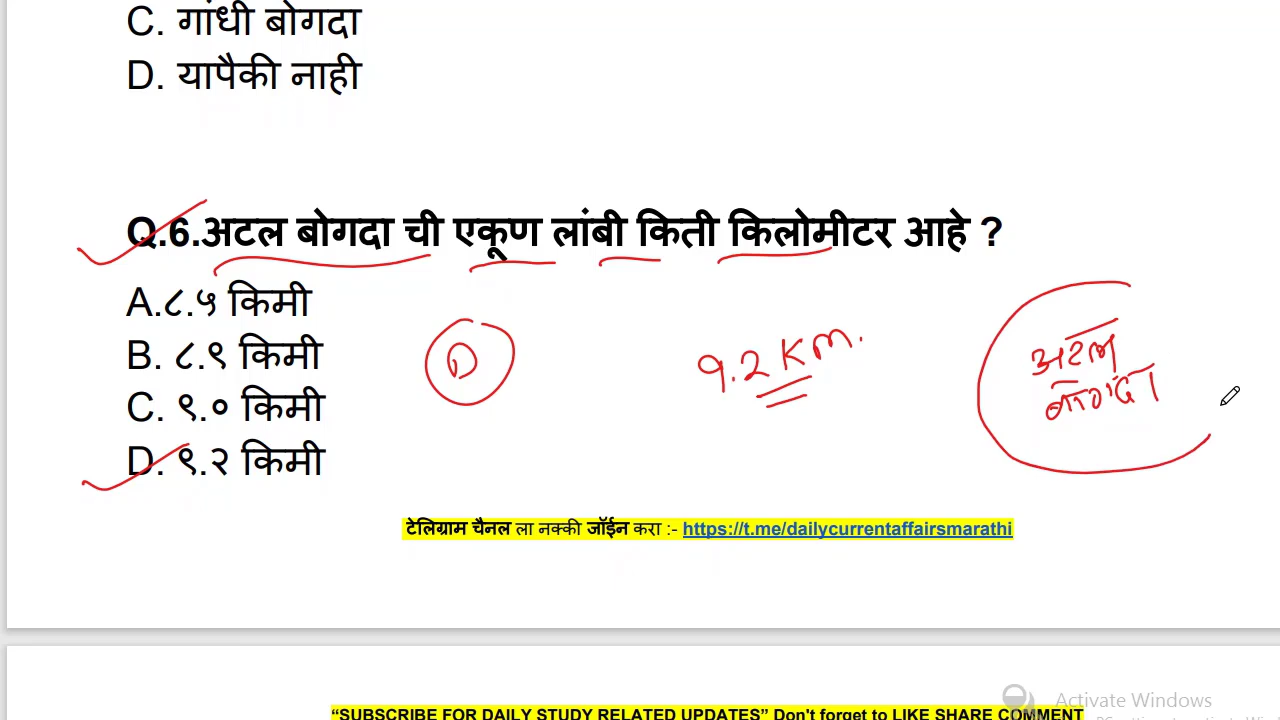 C. गांधी बोगदा
D. यापैकी नाही
Q.6.अटल बोगदा ची एकूण लांबी किती किलोमीटर आहे ?
A.८.५ किमी
B. ८.९ किमी
C. ९.० किमी
D. ९.२ किमी
D
9.2 Km.
अटल
बोगदा
टेलिग्राम चैनल ला नक्की जॉईन करा :- https://t.me/dailycurrentaffairsmarathi
Activate Windows
“SUBSCRIBE FOR DAILY STUDY RELATED UPDATES” Don't forget to LIKE SHARE COMMENT